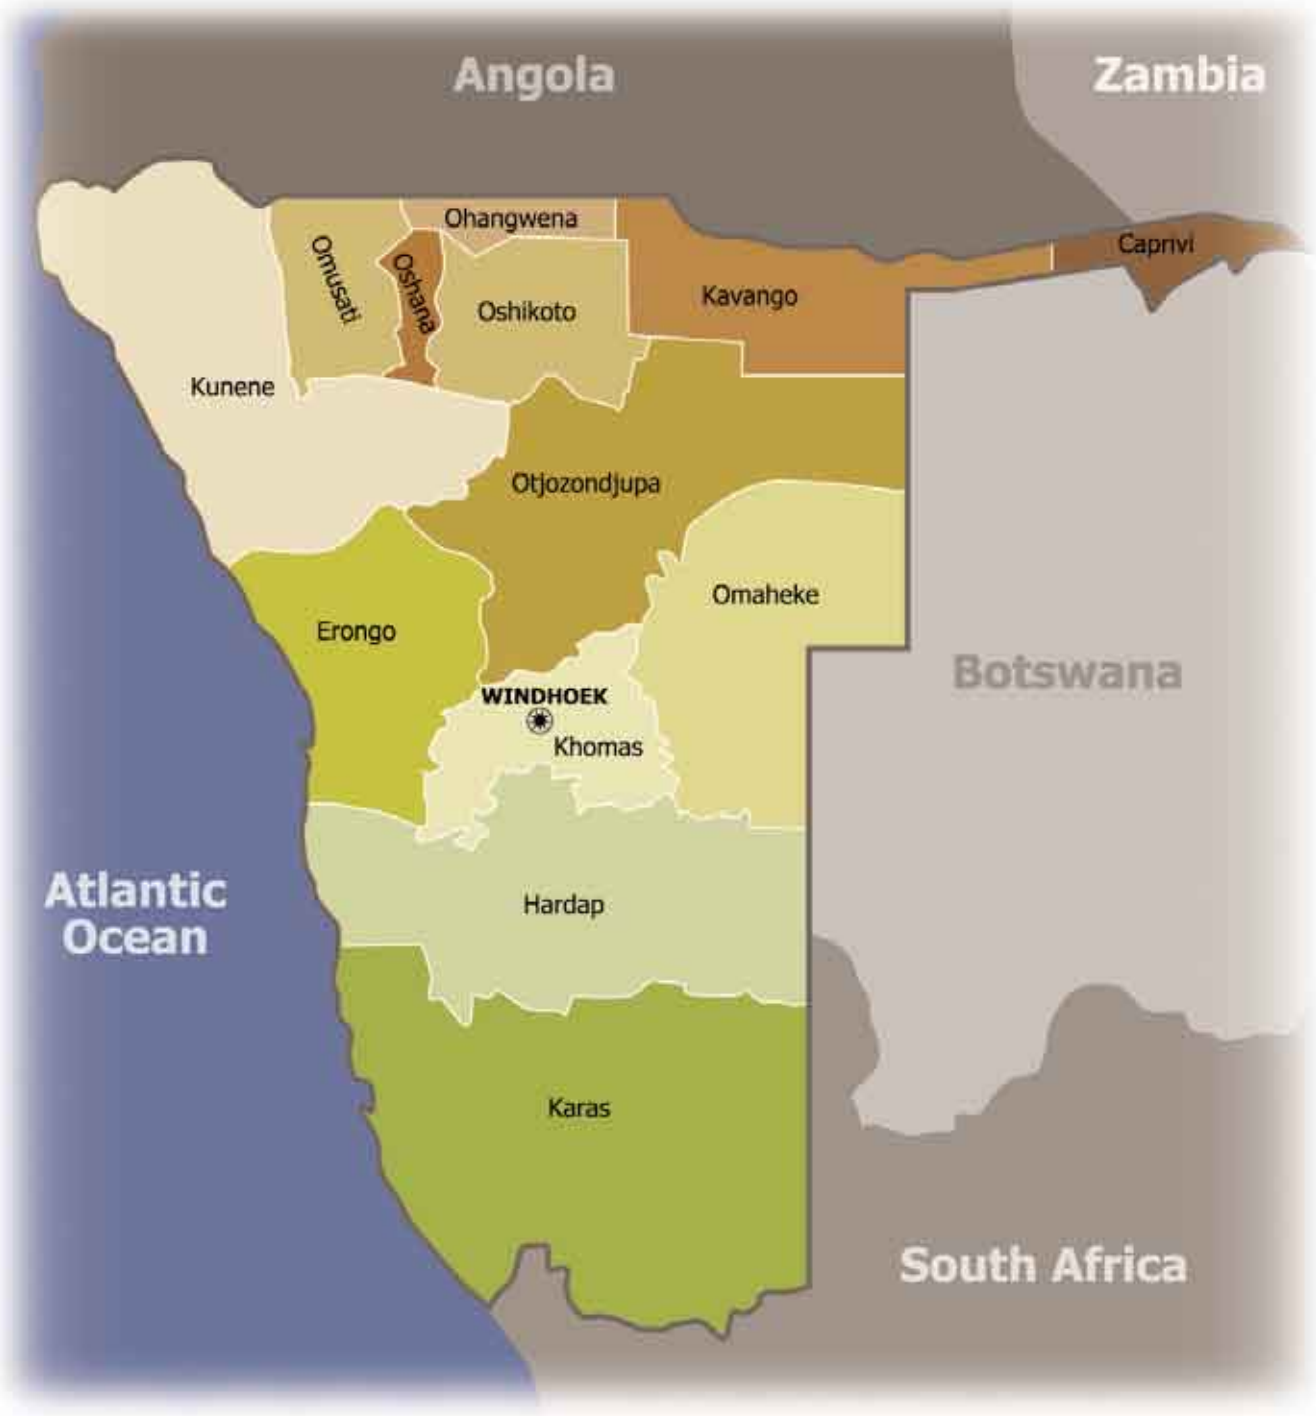 Angola
Zambia
Ohangwena
Caprivi
Omusati
Oshana
Kavango
Oshikoto
Kunene
Otjozondjupa
Omaheke
Erongo
Botswana
WINDHOEK
Khomas
Atlantic
Ocean
Hardap
Karas
South Africa